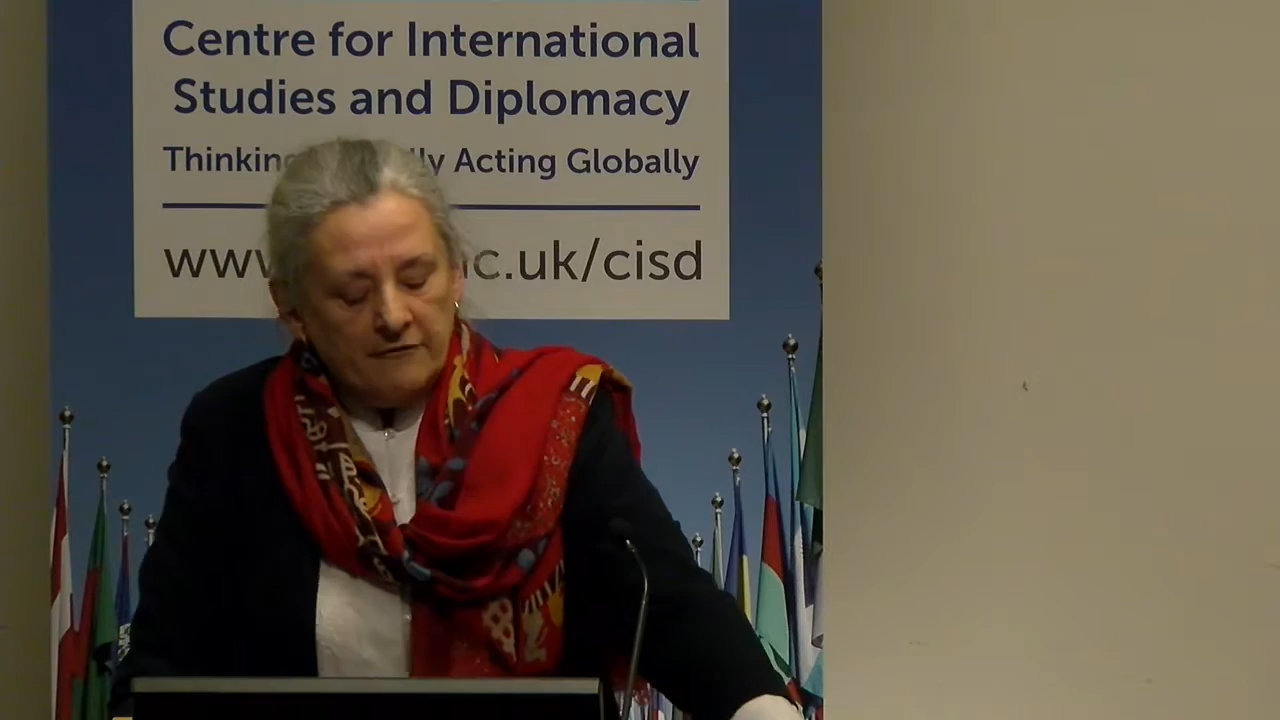 Centre for International
Studies and Diplomacy
Acting Globally
.uk/cisd